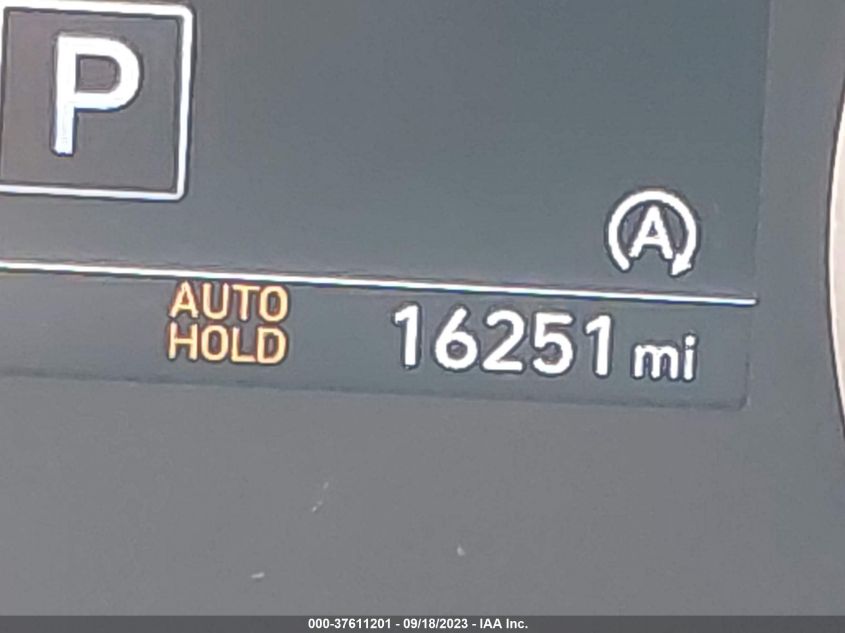 P
A
AUTO
HOLD
16251 mi
000-37611201 - 09/18/2023 - IAA Inc.